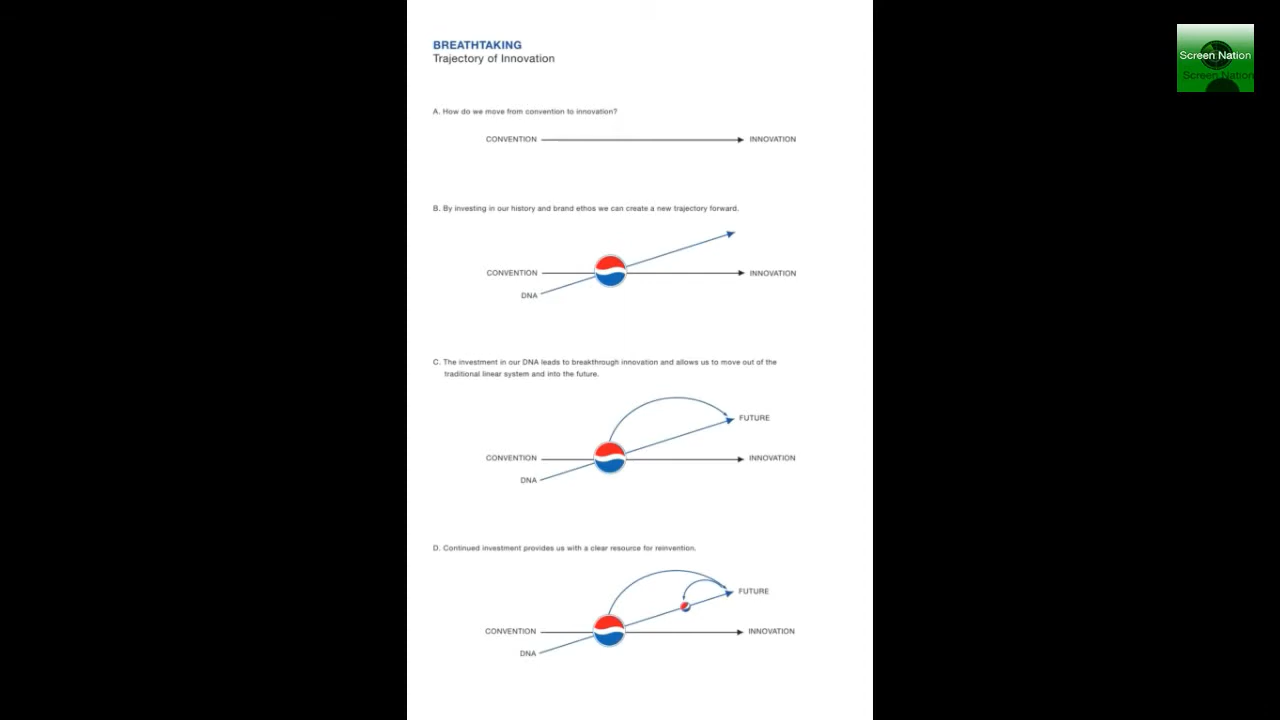 BREATHTAKING
Trajectory of Innovation
Screen Nation
Screen Nation
A. How do we move from convention to innovation?
CONVENTION INNOVATION
B. By investing in our history and brand ethos we can create a new trajectory forward.
CONVENTION INNOVATION
DNA
C. The investment in our DNA leads to breakthrough innovation and allows us to move out of the
traditional linear system and into the future.
FUTURE
CONVENTION INNOVATION
DNA
D. Continued investment provides us with a clear resource for reinvention.
FUTURE
CONVENTION INNOVATION
DNA